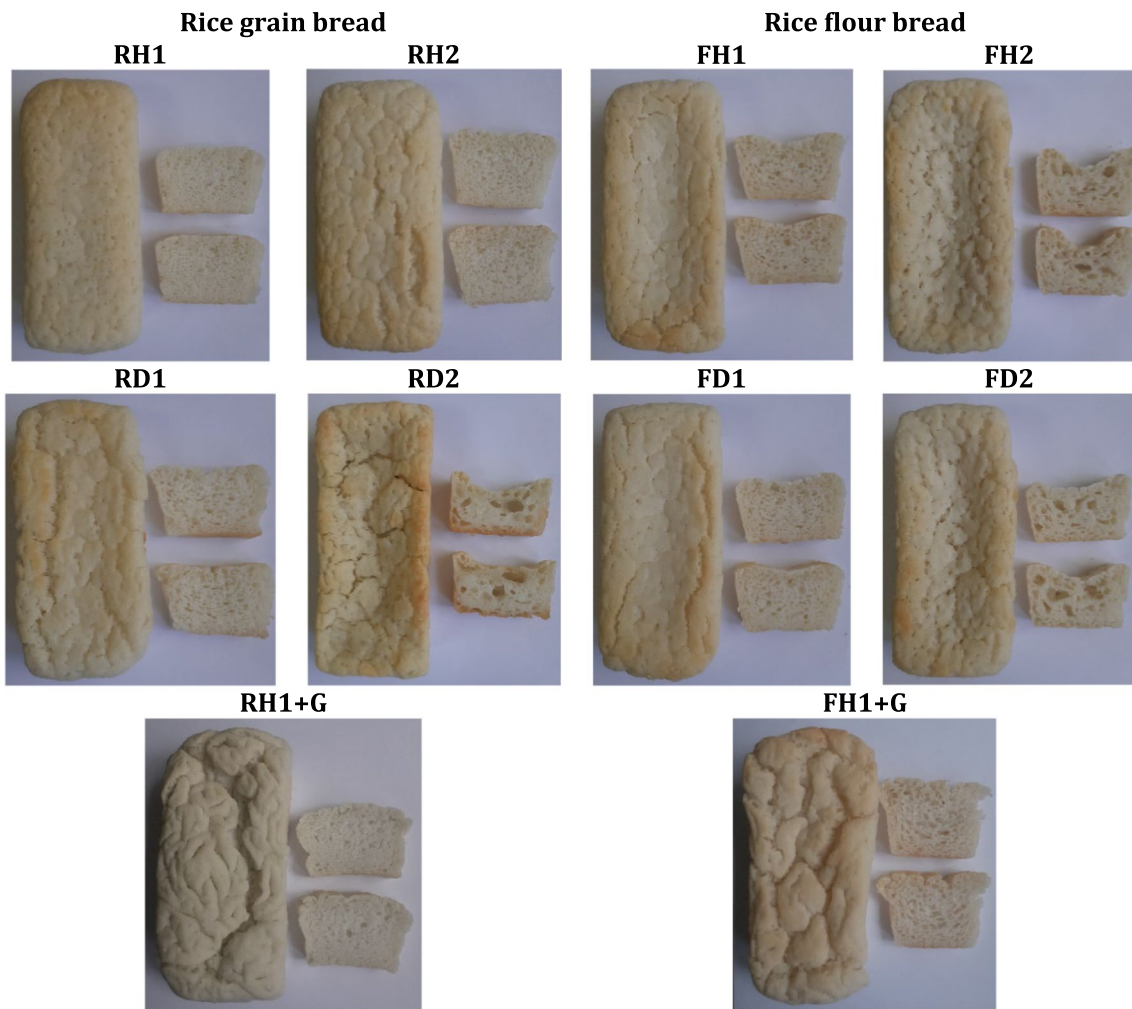 Rice grain bread
Rice flour bread
RH1
RH2
FH1
FH2
RD1
RD2
FD1
FD2
RH1+G
FH1+G